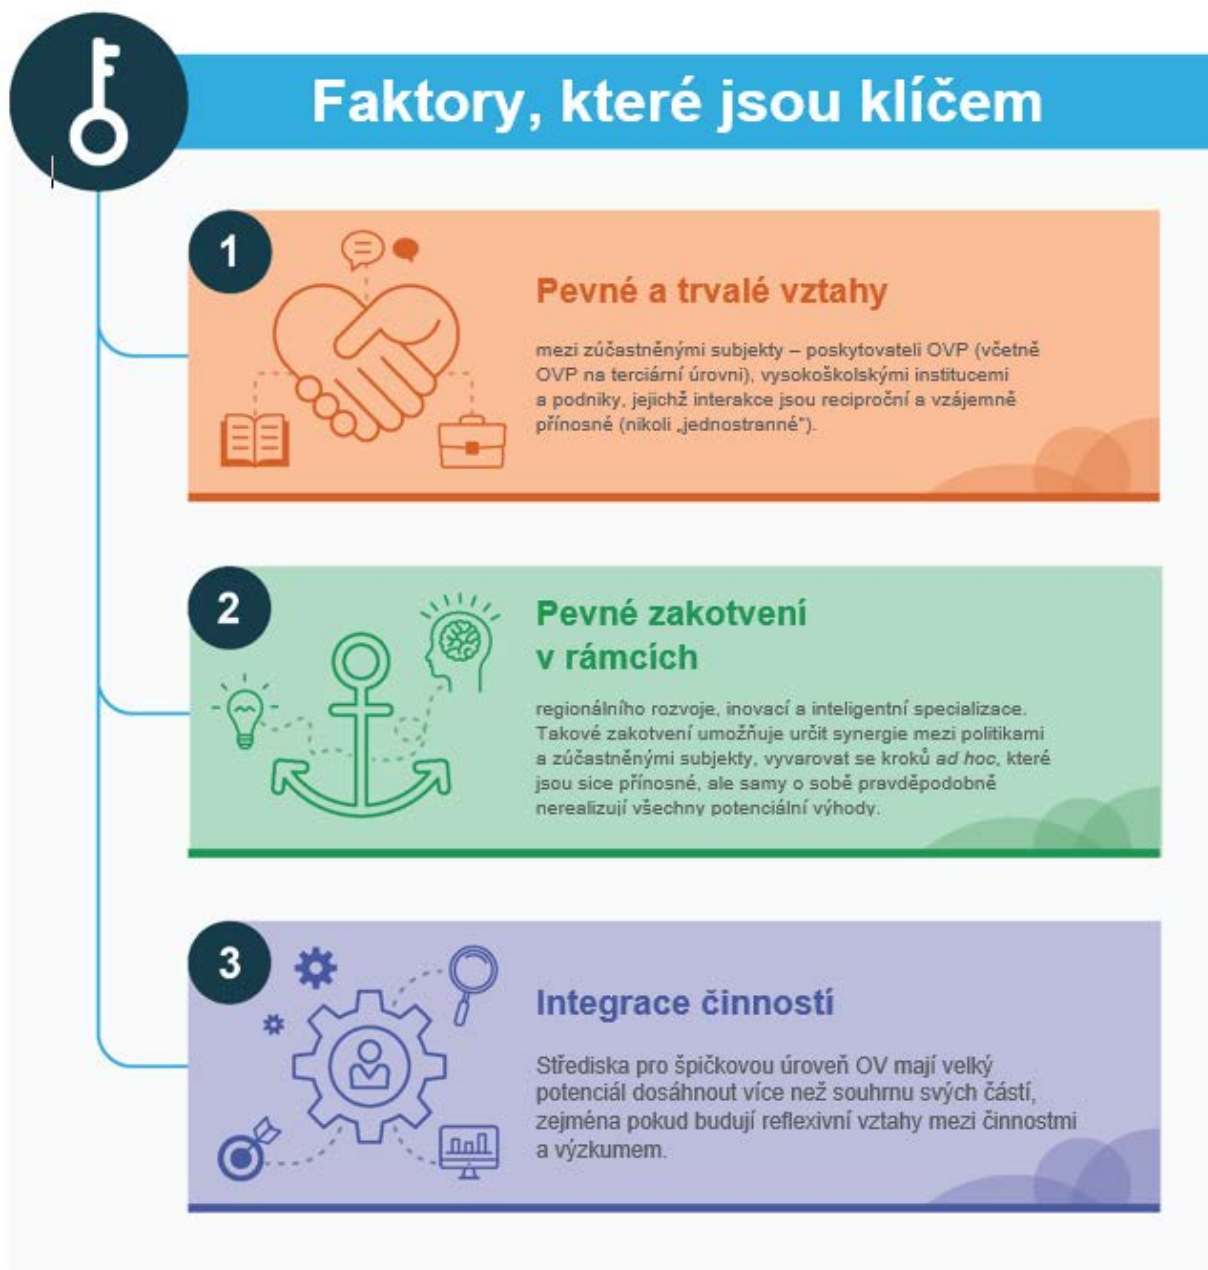 Faktory, které jsou klíčem
1
Pevné a trvalé vztahy
mezi zúčastněnými subjekty – poskytovateli OVP (včetně
OVP na terciární úrovni), vysokoškolskými institucemi
a podniky, jejichž interakce jsou reciproční a vzájemně
přínosné (nikoli „jednostranné“).
2
Pevné zakotvení
v rámcích
regionálního rozvoje, inovací a inteligentní specializace.
Takové zakotvení umožňuje určit synergie mezi politikami
a zúčastněnými subjekty, vyvarovat se kroků ad hoc, které
jsou sice přínosné, ale samy o sobě pravděpodobně
nerealizují všechny potenciální výhody.
3
Integrace činností
Střediska pro špičkovou úroveň OV mají velký
potenciál dosáhnout více než souhrnu svých částí,
zejména pokud budují reflexivní vztahy mezi činnostmi
a výzkumem.